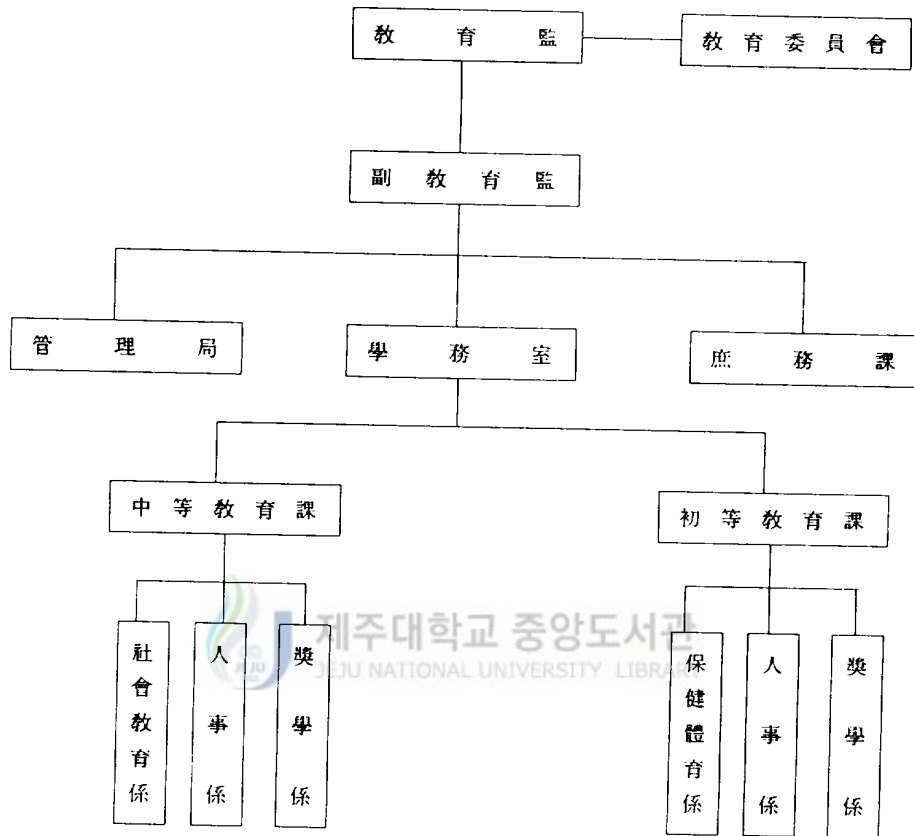 教育監
教育委員會
副教育監
管理局
學務室
庶務課
中等教育課
初等教育課
社會教育係
人事係
獎學係
保健體育係
人事係
獎學係
제주대학교 중앙도서관
JEJU NATIONAL UNIVERSITY LIBRARY
JEJU